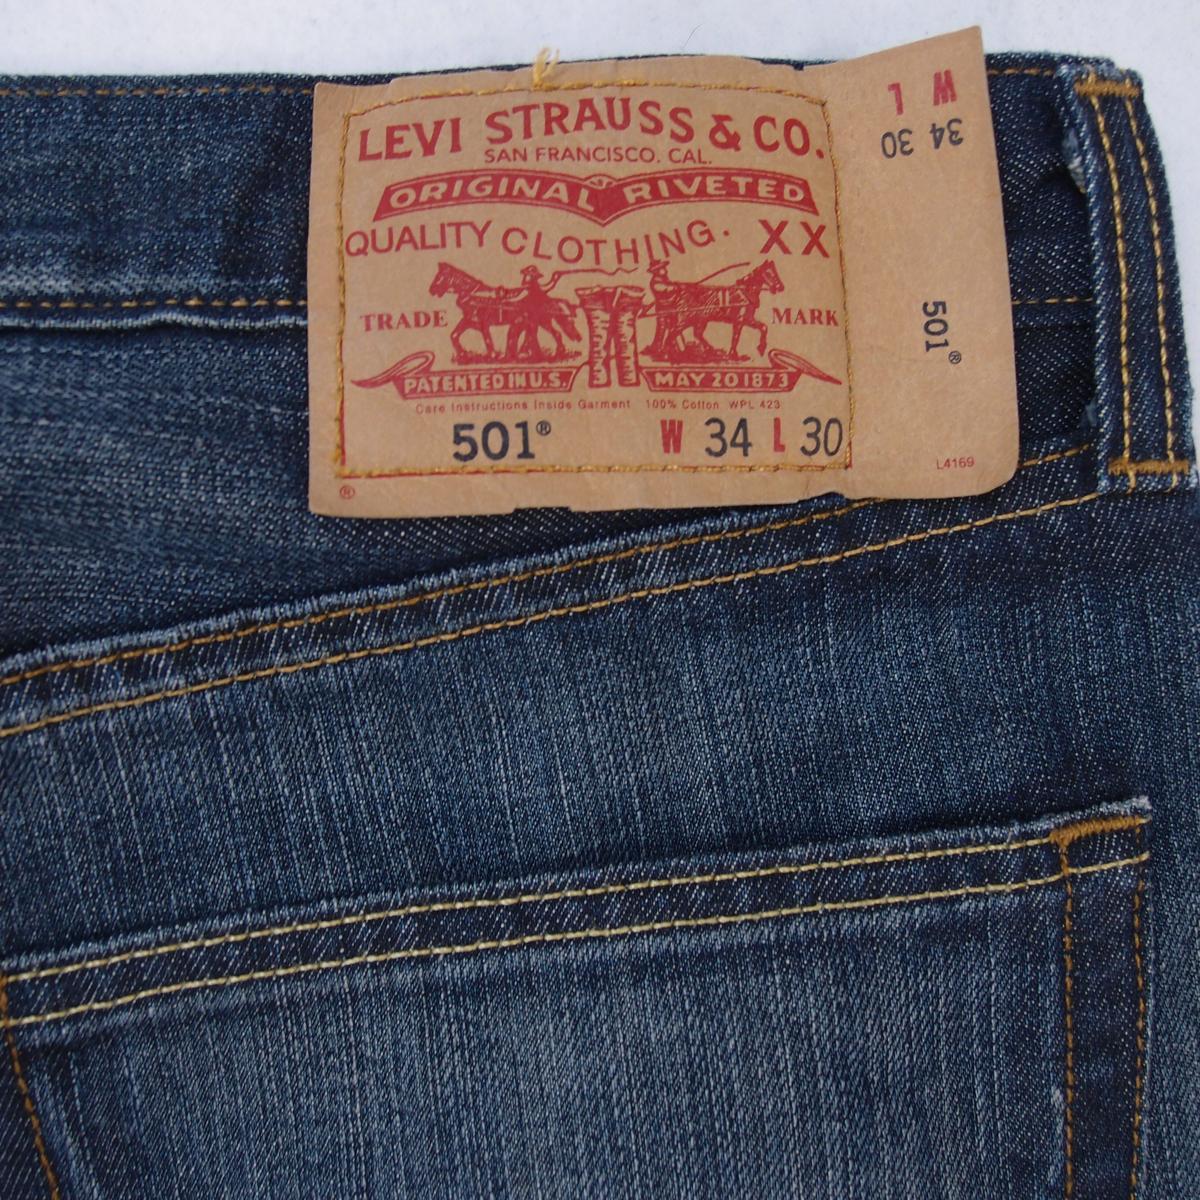 LEVI STRAUSS & CO.
SAN FRANCISCO, CAL.
ORIGINAL RIVETED
QUALITY CLOTHING. XX
TRADE MARK
PATENTED IN U.S. MAY 20 1873
Care Instructions Inside Garment 100% Cotton WPL 423
501® W 34 L 30
®
W L
34 30
501®
L4169